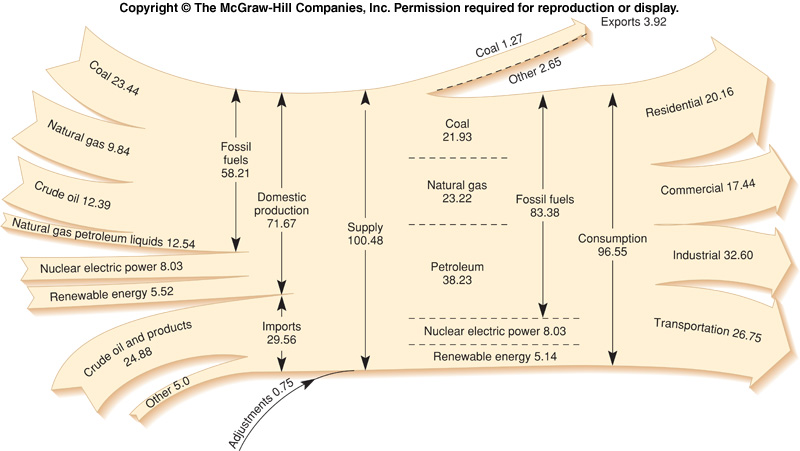 Copyright © The McGraw-Hill Companies, Inc. Permission required for reproduction or display.
Exports 3.92
Coal 1.27
Other 2.65
Coal 23.44
Natural gas 9.84
Crude oil 12.39
Natural gas petroleum liquids 12.54
Nuclear electric power 8.03
Renewable energy 5.52
Crude oil and products
24.88
Other 5.0
Adjustments 0.75
Fossil
fuels
58.21
Domestic
production
71.67
Imports
29.56
Supply
100.48
Coal
21.93
Natural gas
23.22
Petroleum
38.23
Nuclear electric power 8.03
Renewable energy 5.14
Fossil fuels
83.38
Consumption
96.55
Residential 20.16
Commercial 17.44
Industrial 32.60
Transportation 26.75